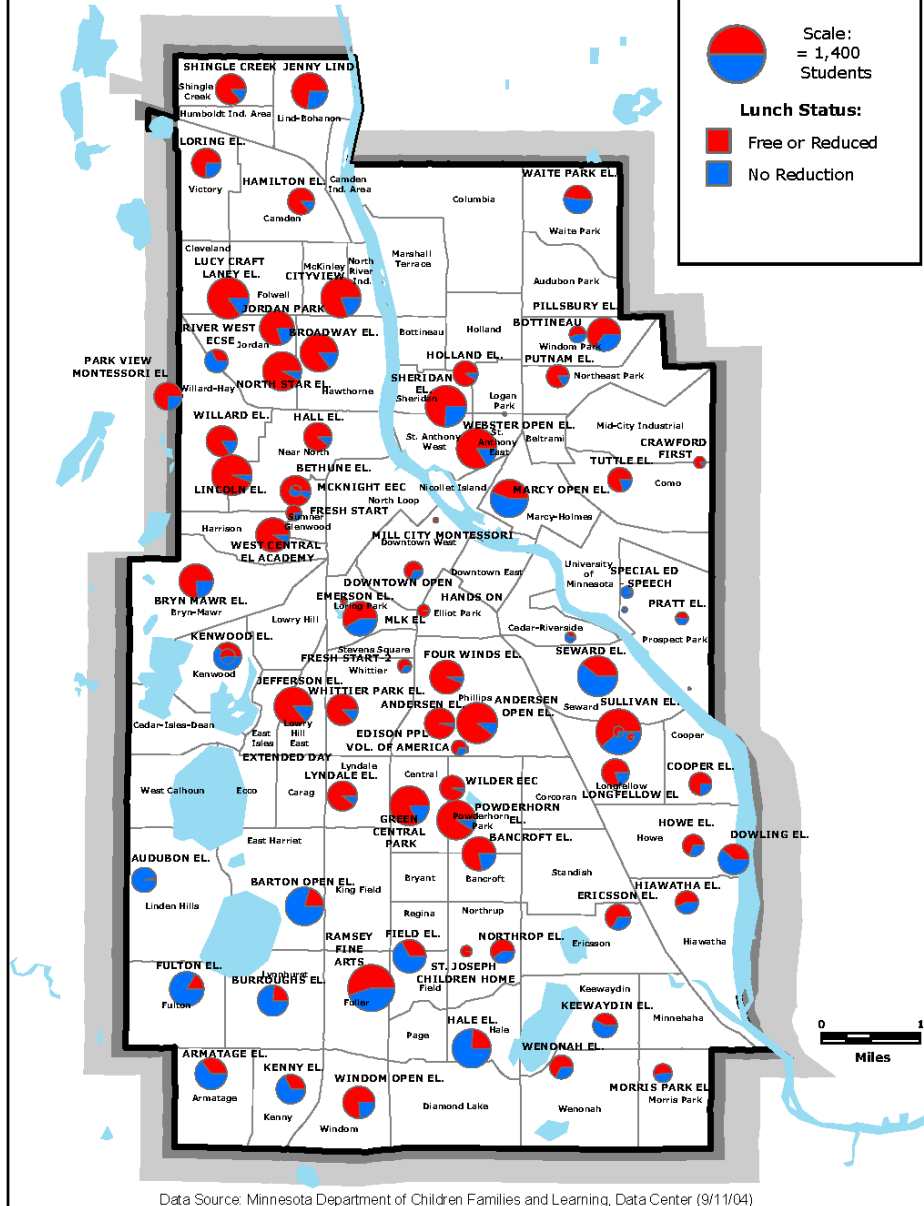 Scale:
= 1,400
Students
Lunch Status:
Free or Reduced
No Reduction
SHINGLE CREEK
JENNY LIND
Shingle
Creek
Lind-Bohanon
Humboldt Ind. Area
LORING EL.
Victory
HAMILTON EL.
Camden
Camden
Ind. Area
WAITE PARK EL.
Columbia
Waite Park
Cleveland
LUCY CRAFT
LANEY EL.
McKinley
CITYVIEW
North
River
Ind.
Marshall
Terrace
Audubon Park
Folwell
JORDAN PARK
PILLSBURY EL.
BOTTINEAU
RIVER WEST
ECSE
Jordan
BROADWAY EL.
Bottineau
Holland
Windom Park
PARK VIEW
MONTESSORI EL
Willard-Hay
NORTH STAR EL.
Hawthorne
HOLLAND EL.
SHERIDAN
EL.
Sheridan
PUTNAM EL.
Northeast Park
Logan
Park
WILLARD EL.
HALL EL.
Near North
WEBSTER OPEN EL.
St. Anthony
West
St.
Anthony
East
Beltrami
Mid-City Industrial
CRAWFORD
FIRST
TUTTLE EL.
Como
BETHUNE EL.
LINCOLN EL.
MCKNIGHT EEC
FRESH START
North Loop
Nicollet Island
MARCY OPEN EL.
Marcy-Holmes
Sumner
Glenwood
Harrison
WEST CENTRAL
EL ACADEMY
MILL CITY MONTESSORI
Downtown West
University
of
Minnesota
SPECIAL ED
SPEECH
DOWNTOWN OPEN
Downtown East
BRYN MAWR EL.
Bryn-Mawr
EMERSON EL.
Loring Park
HANDS ON
Elliot Park
MLK EL
PRATT EL.
Prospect Park
Lowry Hill
Cedar-Riverside
KENWOOD EL.
Kenwood
Stevens Square
FRESH START-2
Whittier
FOUR WINDS EL.
SEWARD EL.
JEFFERSON EL.
WHITTIER PARK EL.
Phillips
ANDERSEN EL.
ANDERSEN
OPEN EL.
Seward
SULLIVAN EL.
Cedar-Isles-Dean
East
Isles
Lowry
Hill
East
EDISON PPL
VOL. OF AMERICA
Cooper
EXTENDED DAY
Lyndale
LYNDALE EL.
Central
WILDER EEC
Corcoran
Longfellow
LONGFELLOW EL
COOPER EL.
West Calhoun
Ecco
Carag
GREEN
CENTRAL
PARK
POWDERHORN
EL.
Powderhorn
Park
HOWE EL.
Howe
DOWLING EL.
East Harriet
BANCROFT EL.
Bancroft
AUDUBON EL.
Linden Hills
King Field
BARTON OPEN EL.
Bryant
Standish
ERICSSON EL.
HIAWATHA EL.
Regina
Northrup
Ericsson
Hiawatha
RAMSEY
FINE
ARTS
FIELD EL.
NORTHROP EL.
ST. JOSEPH
CHILDREN HOME
Field
FULTON EL.
Fulton
Lynnhurst
BURROUGHS EL.
Fuller
Keewaydin
KEEWAYDIN EL.
Minnehaha
Page
HALE EL.
Hale
WENONAH EL.
0
1
Miles
ARMATAGE EL.
Armatage
KENNY EL.
Kenny
WINDOM OPEN EL.
Windom
Diamond Lake
Wenonah
MORRIS PARK EL.
Morris Park
Data Source: Minnesota Department of Children Families and Learning, Data Center (9/11/04)